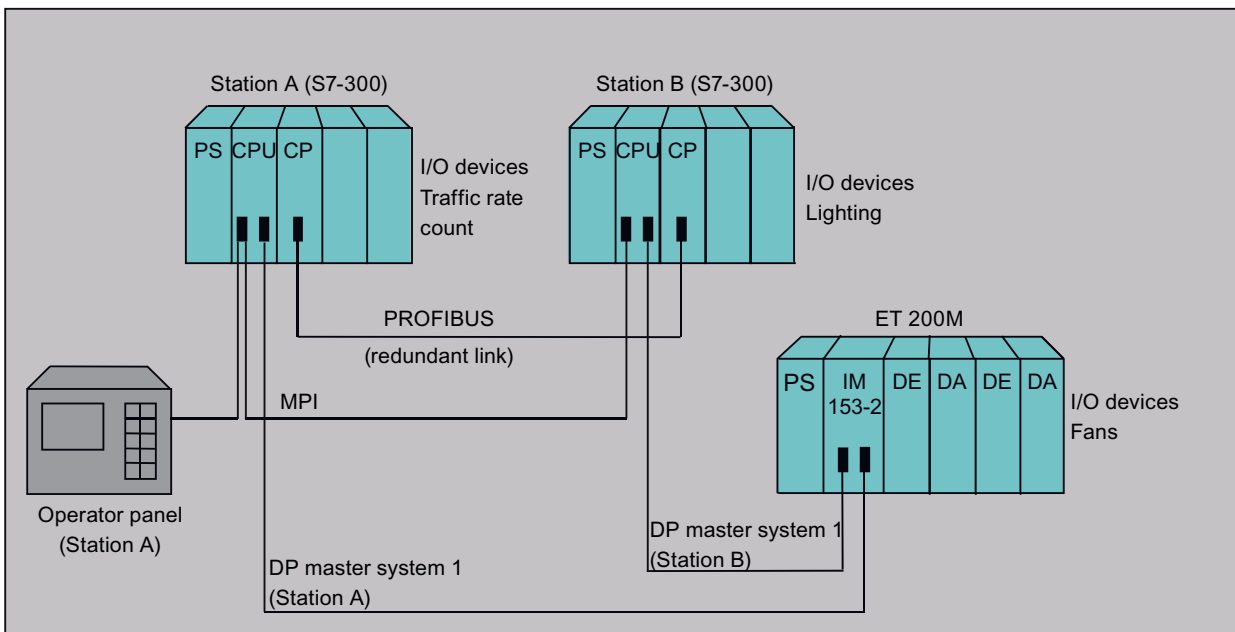 Station A (S7-300)
Station B (S7-300)
PS CPU CP
I/O devices
Traffic rate
count
PS CPU CP
I/O devices
Lighting
PROFIBUS
(redundant link)
ET 200M
PS IM DE DA DE DA
153-2
I/O devices
Fans
MPI
Operator panel
(Station A)
DP master system 1
(Station B)
DP master system 1
(Station A)